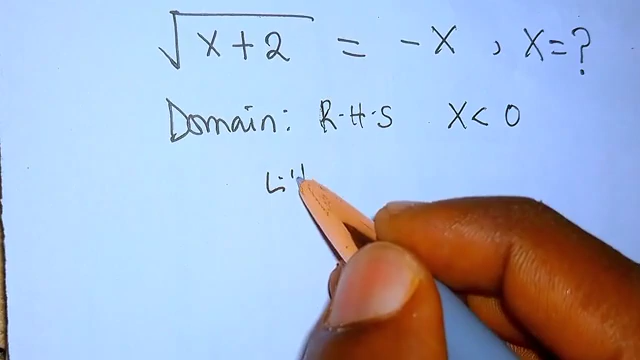 √(x+2) = -x , x=?
Domain: R·H·S x< 0
L·